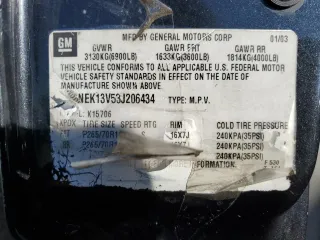 MFD BY GENERAL MOTORS CORP 01/03
GM
GVWR GAWR FRT GAWR RR
3130KG(6900LB) 1633KG(3600LB) 1814KG(4000LB)
THIS VEHICLE CONFORMS TO ALL APPLICABLE U.S. FEDERAL MOTOR
VEHICLE SAFETY STANDARDS IN EFFECT ON THE DATE OF
MANUFACTURE SHOWN ABOVE.
NEK13V53J206434 TYPE: M.P.V.
K15706
TIRE SIZE SPEED RTG RIM COLD TIRE PRESSURE
P265/70R1 S 16X7J 240KPA(35PSI)
P265/70R1 240KPA(35PSI)
240KPA(35PSI)
FORMATION.